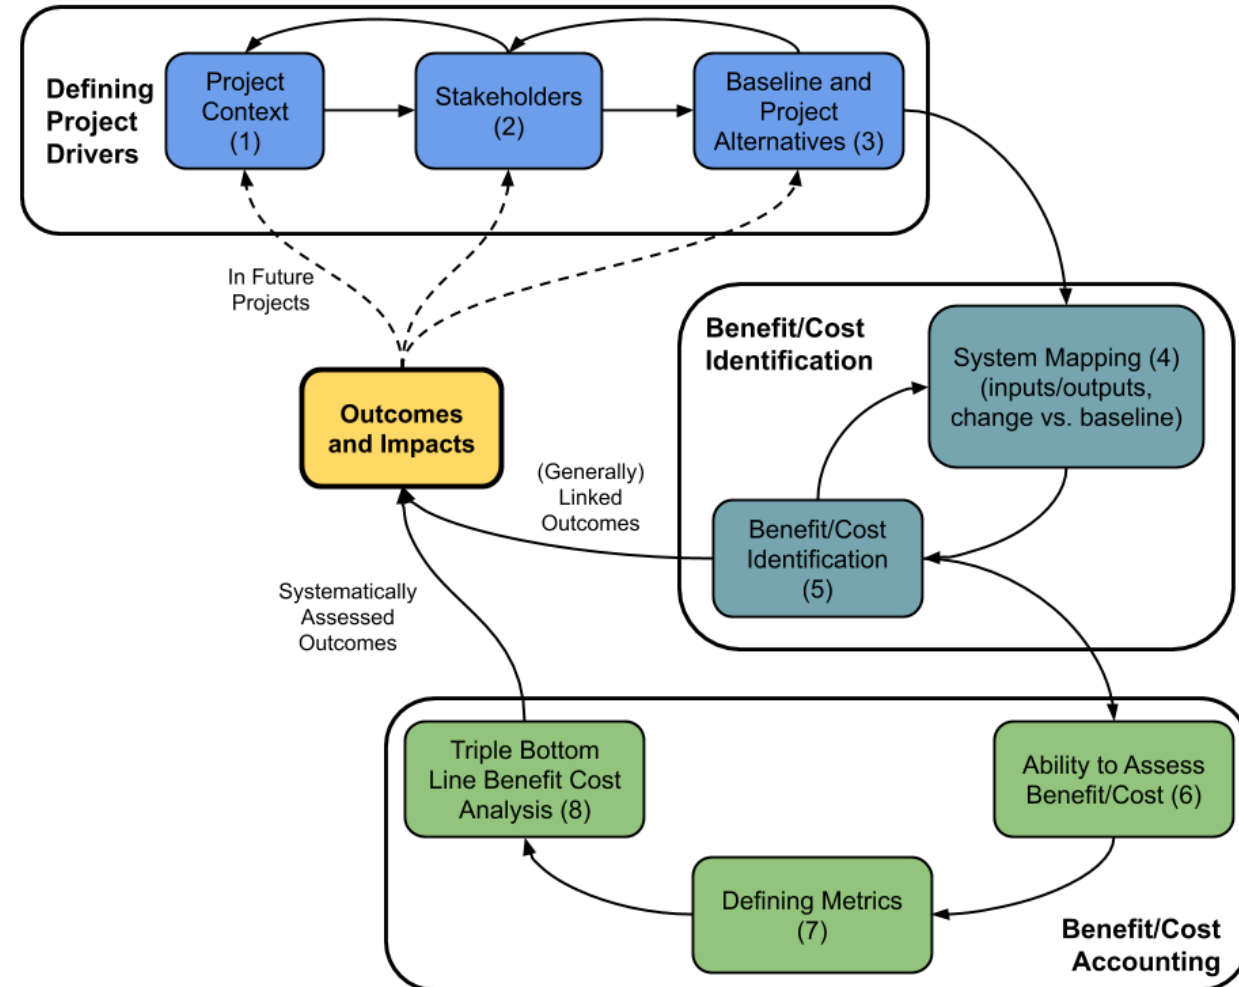 Defining
Project
Drivers
Project
Context
(1)
Stakeholders
(2)
Baseline and
Project
Alternatives (3)
In Future
Projects
Benefit/Cost
Identification
System Mapping (4)
(inputs/outputs,
change vs. baseline)
Outcomes
and Impacts
(Generally)
Linked
Outcomes
Benefit/Cost
Identification
(5)
Systematically
Assessed
Outcomes
Triple Bottom
Line Benefit Cost
Analysis (8)
Ability to Assess
Benefit/Cost (6)
Defining Metrics
(7)
Benefit/Cost
Accounting